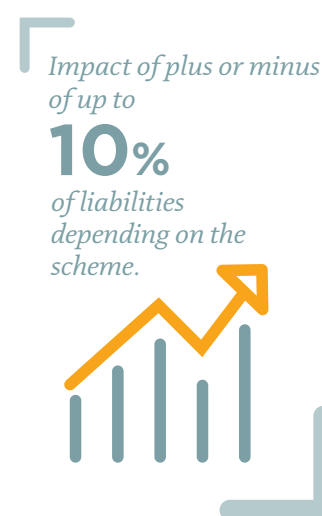 Impact of plus or minus
of up to
10%
of liabilities
depending on the
scheme.